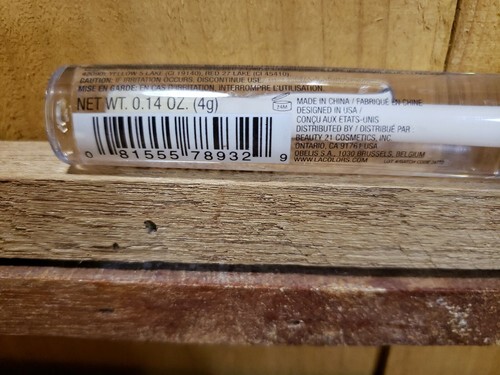 YELLOW 5 LAKE (CI 19140), RED 27 LAKE (CI 45410).
CAUTION: IF IRRITATION OCCURS, DISCONTINUE USE.
MISE EN GARDE: EN CAS D'IRRITATION, INTERROMPRE L'UTILISATION.
NET WT. 0.14 OZ. (4g)
24M
0 81555 78932 9
MADE IN CHINA / FABRIQUÉ EN CHINE
DESIGNED IN USA /
CONÇU AUX ETATS-UNIS
DISTRIBUTED BY / DISTRIBUÉ PAR
BEAUTY 21 COSMETICS, INC.
ONTARIO, CA 91761 USA
OBELIS S.A., 1030 BRUSSELS, BELGIUM
WWW.LACOLORS.COM